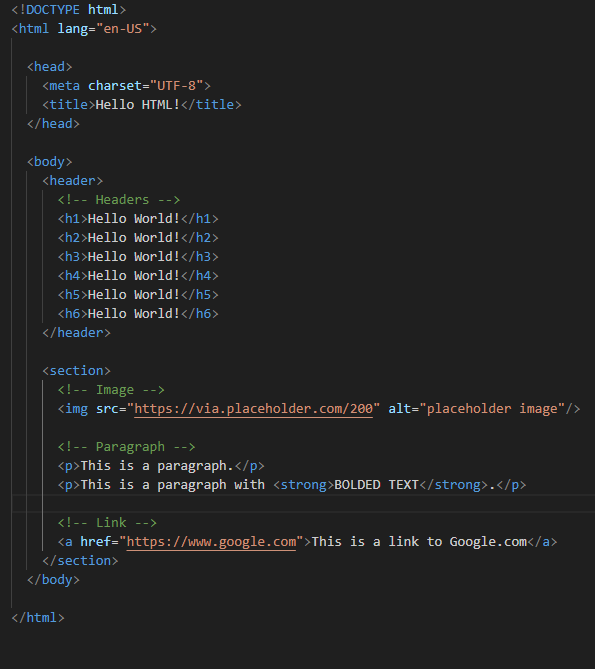 <!DOCTYPE html>
<html lang="en-US">
<head>
<meta charset="UTF-8">
<title>Hello HTML!</title>
</head>
<body>
<header>
<!-- Headers -->
<h1>Hello World!</h1>
<h2>Hello World!</h2>
<h3>Hello World!</h3>
<h4>Hello World!</h4>
<h5>Hello World!</h5>
<h6>Hello World!</h6>
</header>
<section>
<!-- Image -->
<img src="https://via.placeholder.com/200" alt="placeholder image"/>
<!-- Paragraph -->
<p>This is a paragraph.</p>
<p>This is a paragraph with <strong>BOLDED TEXT</strong>.</p>
<!-- Link -->
<a href="https://www.google.com">This is a link to Google.com</a>
</section>
</body>
</html>